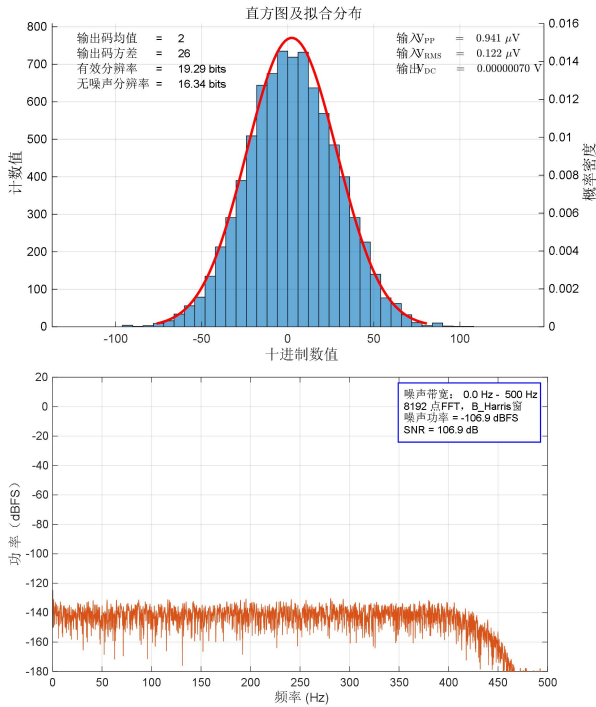 直方图及拟合分布
输出码均值 = 2
输出码方差 = 26
有效分辨率 = 19.29 bits
无噪声分辨率 = 16.34 bits
输入VPP = 0.941 μV
输入VRMS = 0.122 μV
输出VDC = 0.00000070 V
800
700
600
500
400
300
200
100
0
计数值
0.016
0.014
0.012
0.010
0.008
0.006
0.004
0.002
0
概率密度
-100 -50 0 50 100
十进制数值
噪声带宽: 0.0 Hz - 500 Hz
8192 点FFT, B_Harris窗
噪声功率 = -106.9 dBFS
SNR = 106.9 dB
20
0
-20
-40
-60
-80
-100
-120
-140
-160
-180
功 率 (dBFS)
0 50 100 150 200 250 300 350 400 450 500
频率 (Hz)